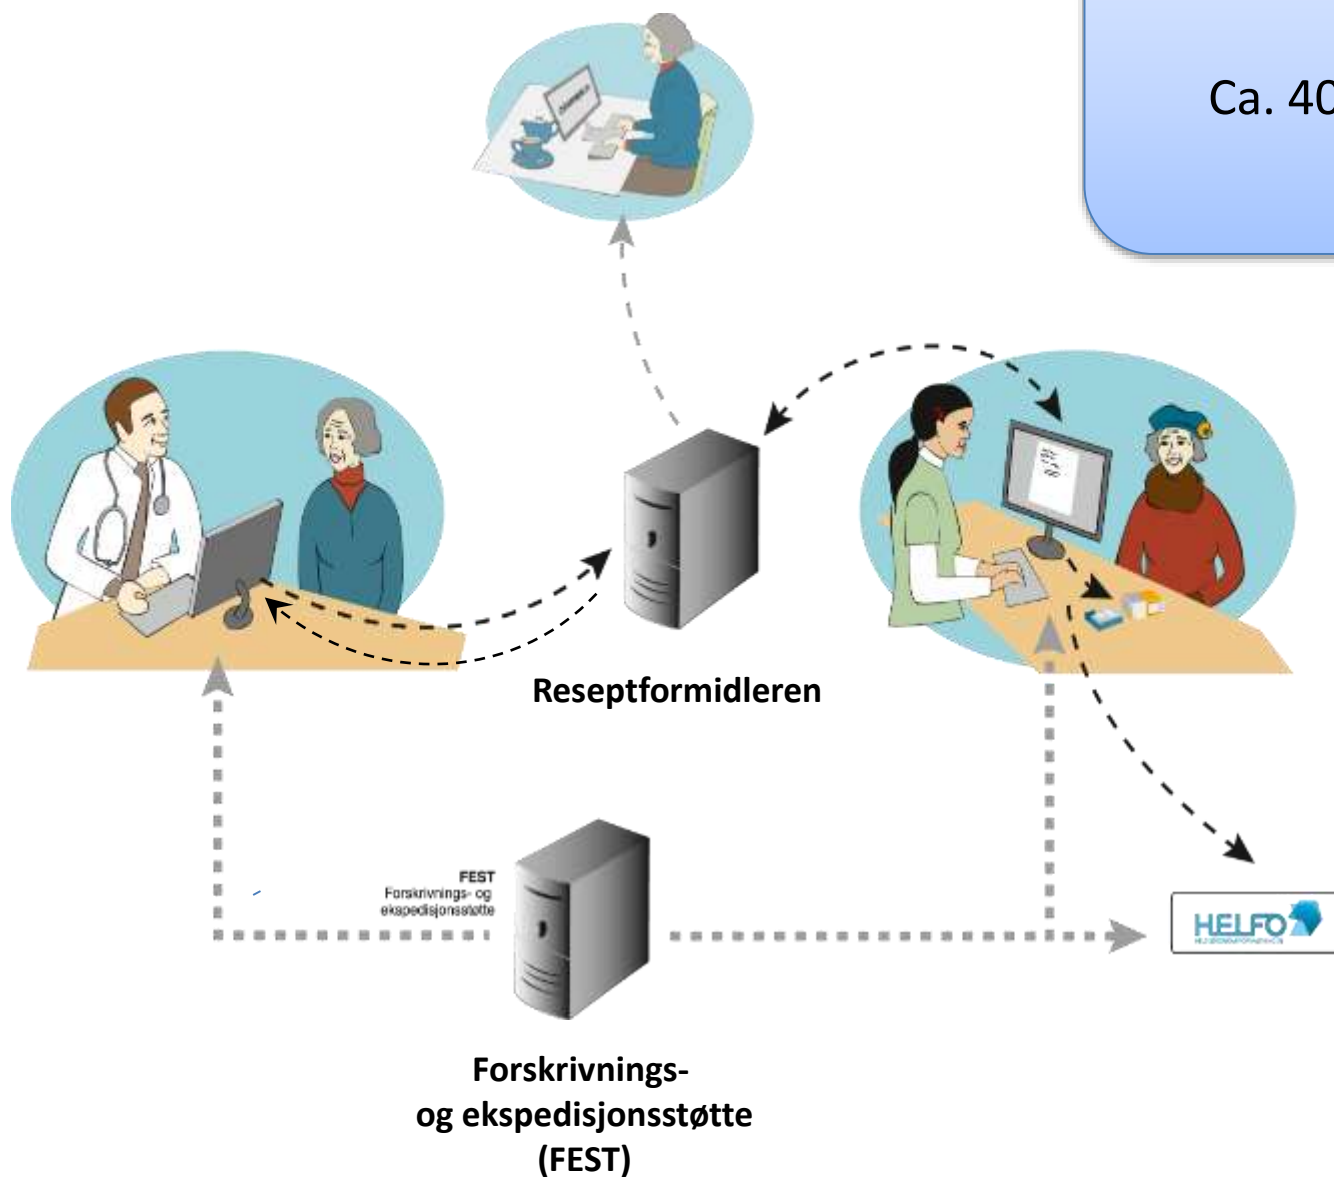 Ca. 40
Reseptformidleren
FEST
Forskrivnings- og
ekspedisjonsstøtte
HELFO
Forskrivnings-
og ekspedisjonsstøtte
(FEST)